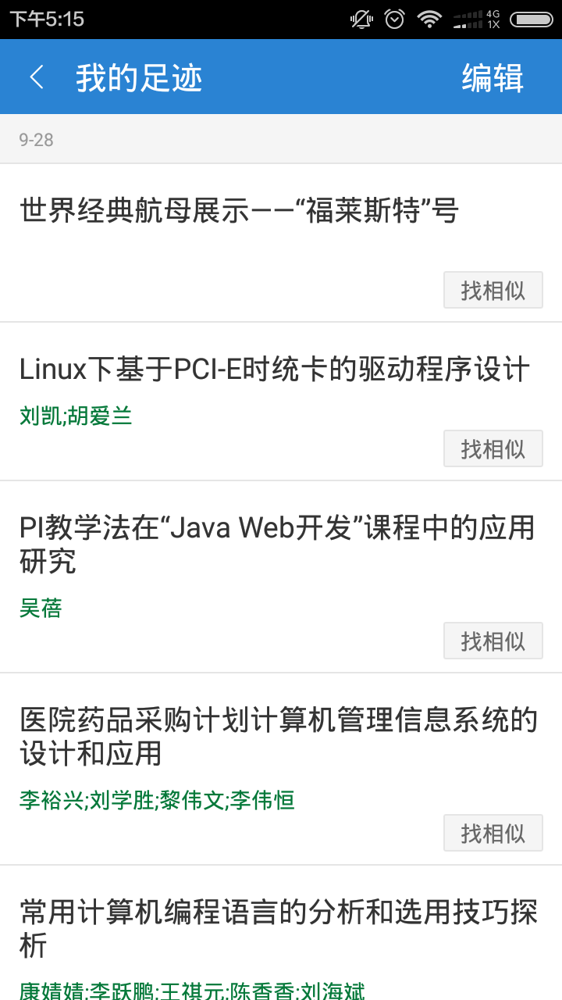 下午5:15
4G
1X
我的足迹
编辑
9-28
世界经典航母展示——“福莱斯特”号
找相似
Linux下基于PCI-E时统卡的驱动程序设计
刘凯;胡爱兰
找相似
PI教学法在“Java Web开发”课程中的应用
研究
吴蓓
找相似
医院药品采购计划计算机管理信息系统的
设计和应用
李裕兴;刘学胜;黎伟文;李伟恒
找相似
常用计算机编程语言的分析和选用技巧探
析
康婧婧;李跃鹏;王祺元;陈香香;刘海斌